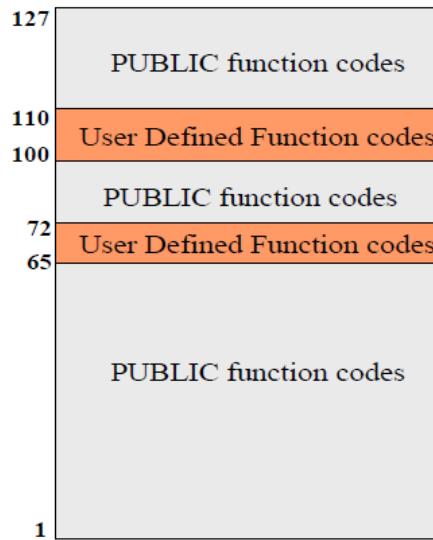 127
PUBLIC function codes
110
User Defined Function codes
100
PUBLIC function codes
72
User Defined Function codes
65
PUBLIC function codes
1